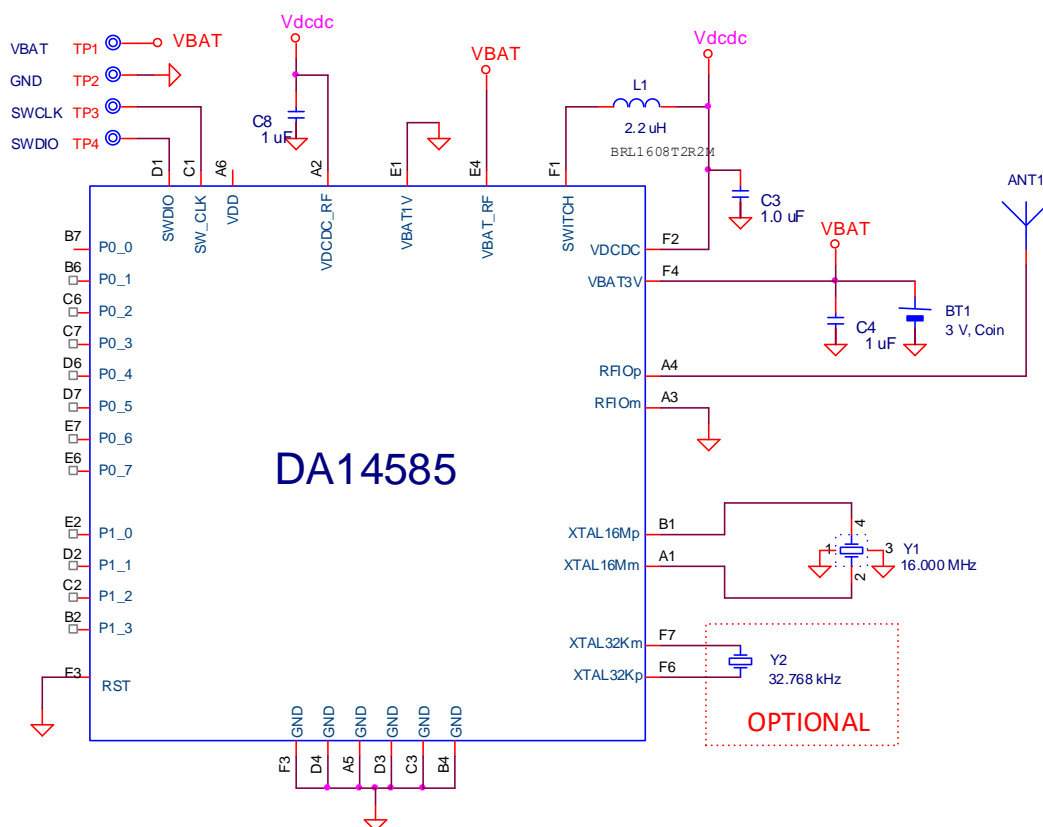 VBAT TP1 VBAT
GND TP2
SWCLK TP3
SWDIO TP4
Vdcdc
C8
1 uF
VBAT
Vdcdc
L1
2.2 uH
BRL1608T2R2M
C3
1.0 uF
ANT1
D1 SWDIO
C1 SW_CLK
A6 VDD
A2 VDCDC_RF
E1 VBAT1V
E4 VBAT_RF
F1 SWITCH
B7 P0_0
B6 P0_1
C6 P0_2
C7 P0_3
D6 P0_4
D7 P0_5
E7 P0_6
E6 P0_7
E2 P1_0
D2 P1_1
C2 P1_2
B2 P1_3
E3 RST
DA14585
VDCDC F2
VBAT3V F4
VBAT
C4
1 uF
BT1
3 V, Coin
RFIOp A4
RFIOm A3
XTAL16Mp B1
XTAL16Mm A1
4
1
3
2
Y1
16.000 MHz
XTAL32Km F7
XTAL32Kp F6
Y2
32.768 kHz
OPTIONAL
GND F3
GND D4
GND A5
GND D3
GND C3
GND B4